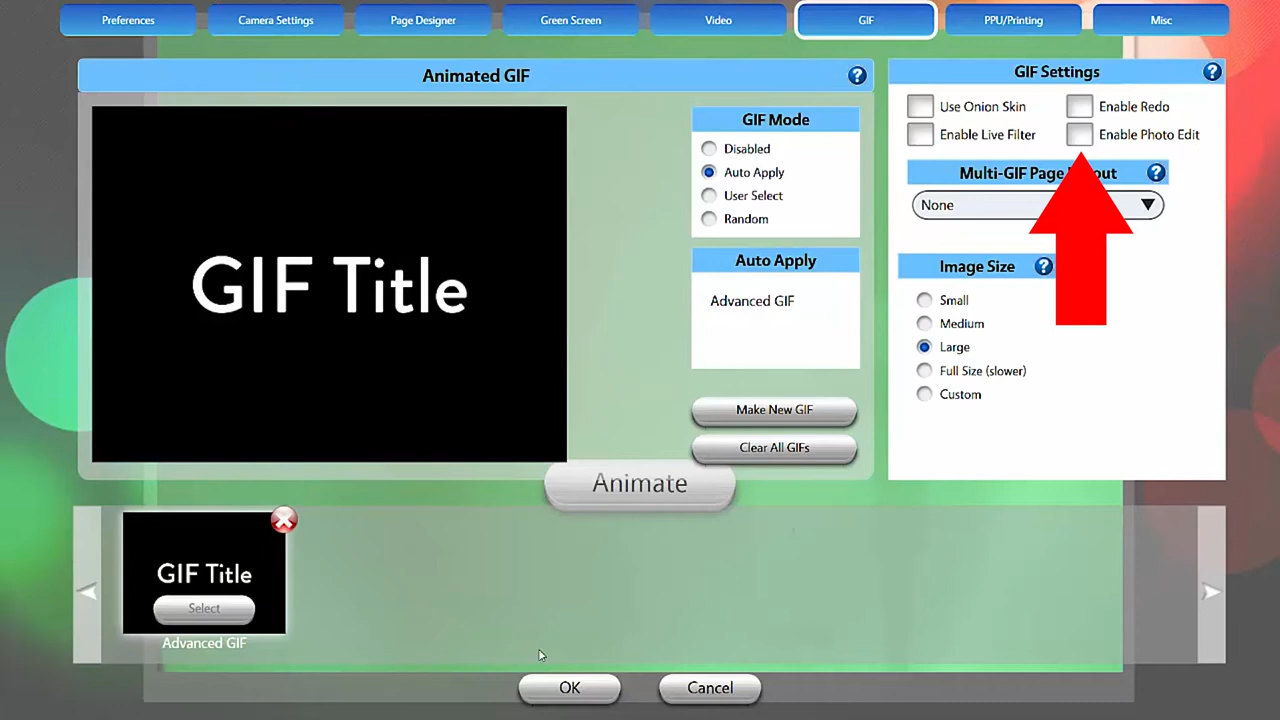 Preferences
Camera Settings
Page Designer
Green Screen
Video
GIF
PPU/Printing
Misc
Animated GIF
?
GIF Title
GIF Mode
Disabled
Auto Apply
User Select
Random
Auto Apply
Advanced GIF
Make New GIF
Clear All GIFs
Animate
GIF Settings
?
Use Onion Skin
Enable Redo
Enable Live Filter
Enable Photo Edit
Multi-GIF Page
?
None
Image Size
?
Small
Medium
Large
Full Size (slower)
Custom
GIF Title
Select
Advanced GIF
OK
Cancel